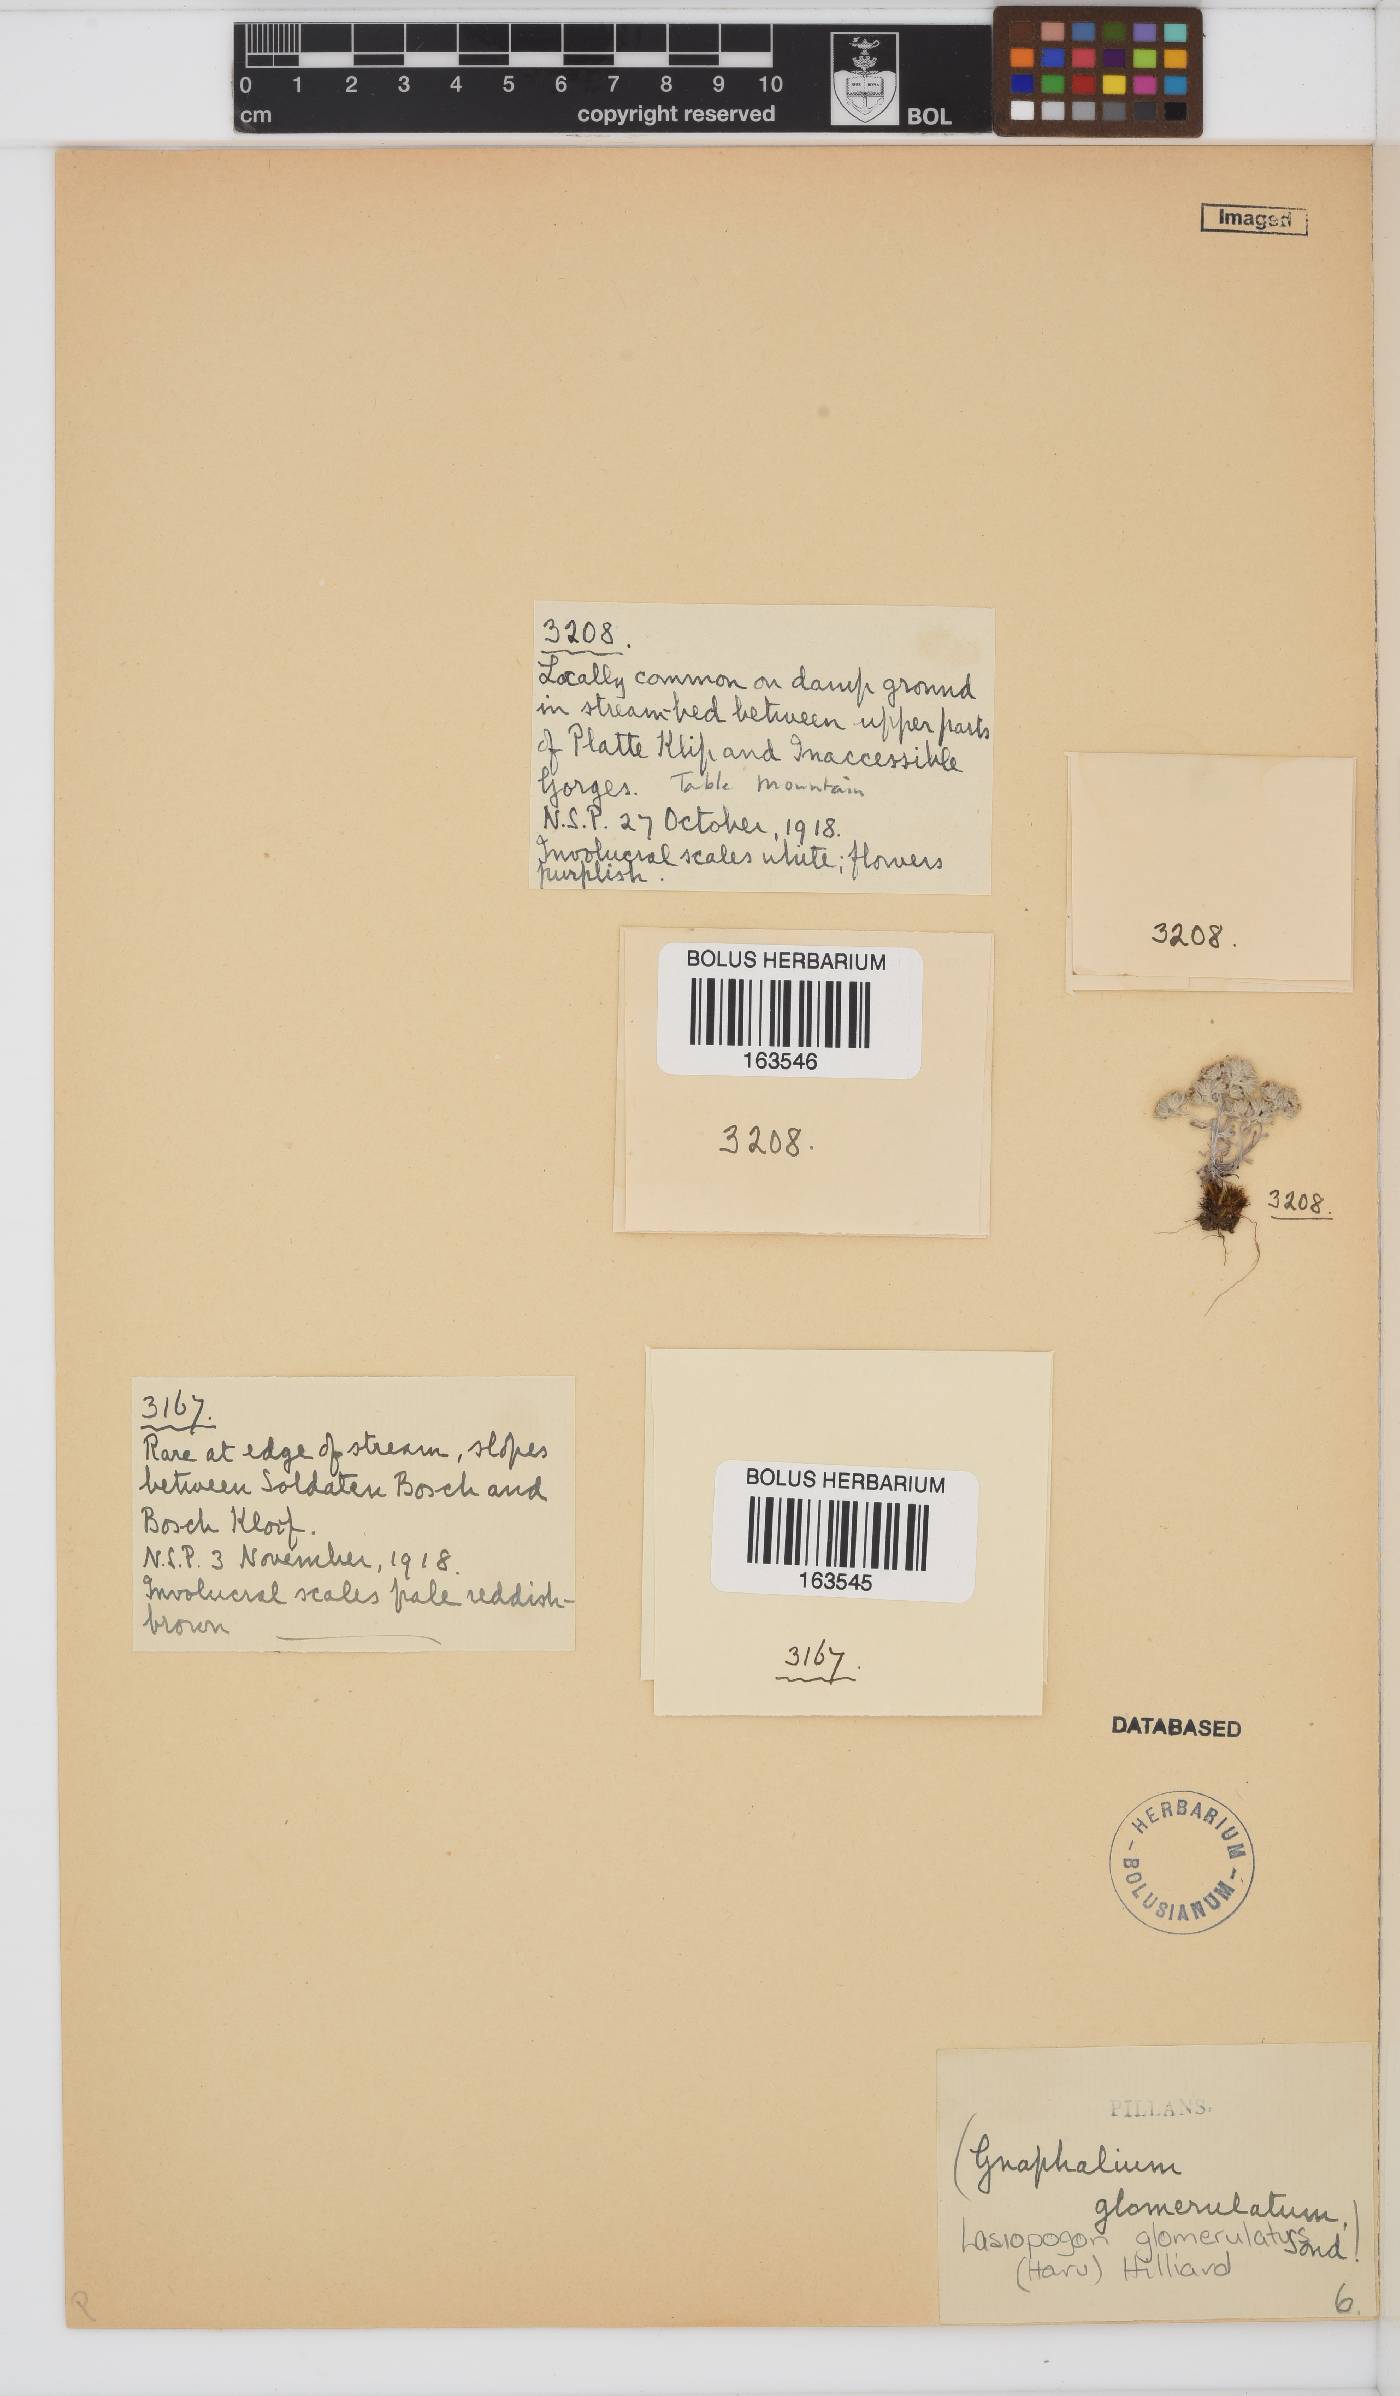 0 1 2 3 4 5 6 7 8 9 10
cm copyright reserved BOL
Imaged
3208.
Locally common on damp ground
in stream-bed between upper parts
of Platte Klip and Inaccessible
Gorges. Table Mountain
N.S.P. 27 October, 1918.
Involucral scales white; flowers
purplish.
3208.
BOLUS HERBARIUM
163546
3208.
3208.
3167.
Rare at edge of stream, slopes
between Soldaten Bosch and
Bosch Kloof.
N.S.P. 3 November, 1918.
Involucral scales pale reddish-
brown
BOLUS HERBARIUM
163545
3167.
DATABASED
HERBARIUM
BOLUSIANUM
PILLANS.
(Gnaphalium
glomerulatum,
Sond!)
Lasiopogon glomerulatus
(Harv) Hilliard
6.